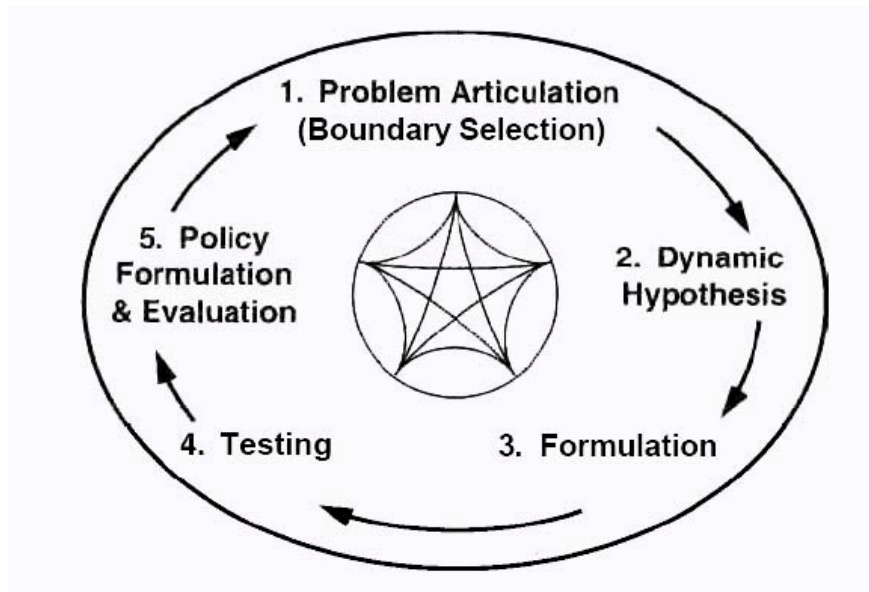 1. Problem Articulation
(Boundary Selection)
2. Dynamic
Hypothesis
3. Formulation
4. Testing
5. Policy
Formulation
& Evaluation